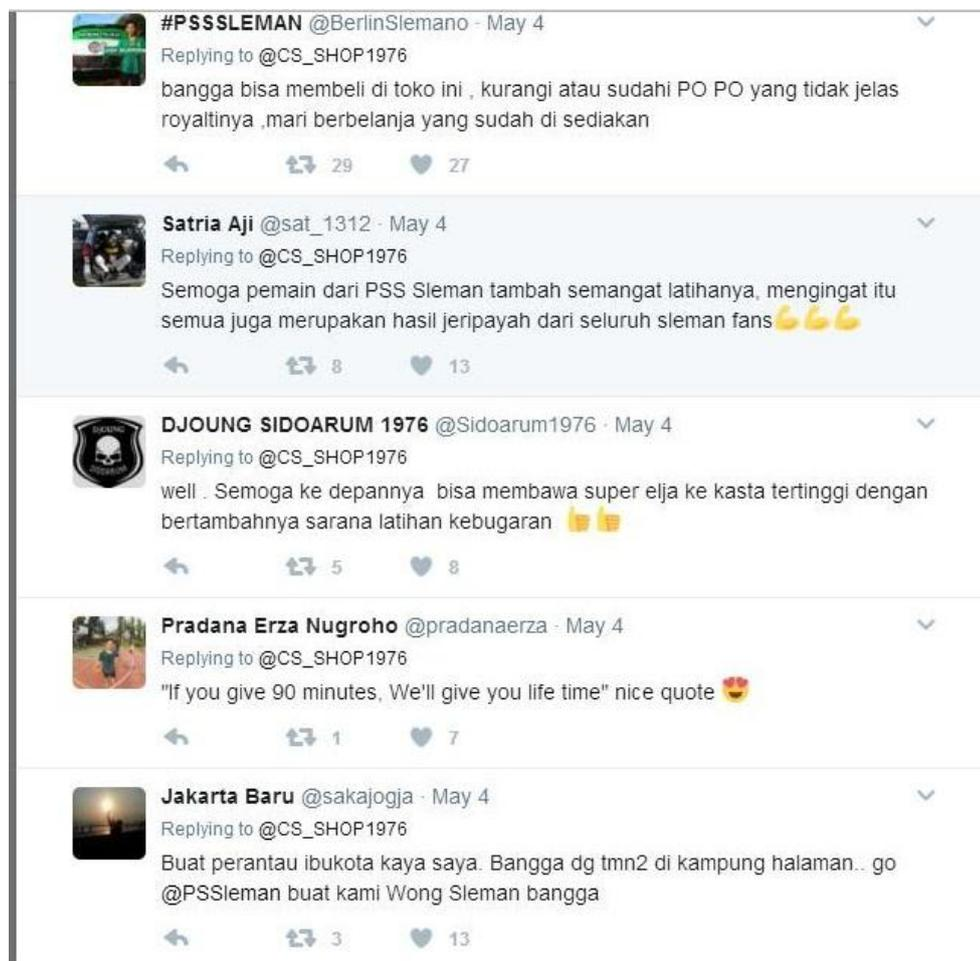 #PSSSLEMAN @BerlinSlemano · May 4
Replying to @CS_SHOP1976
bangga bisa membeli di toko ini , kurangi atau sudahi PO PO yang tidak jelas
royaltinya ,mari berbelanja yang sudah di sediakan
29 27
Satria Aji @sat_1312 · May 4
Replying to @CS_SHOP1976
Semoga pemain dari PSS Sleman tambah semangat latihanya, mengingat itu
semua juga merupakan hasil jeripayah dari seluruh sleman fans💪💪💪
8 13
DJOUNG SIDOARUM 1976 @Sidoarum1976 · May 4
Replying to @CS_SHOP1976
DJOUNG
SIDOARUM
well . Semoga ke depannya  bisa membawa super elja ke kasta tertinggi dengan
bertambahnya sarana latihan kebugaran 👍👍
5 8
Pradana Erza Nugroho @pradanaerza · May 4
Replying to @CS_SHOP1976
"If you give 90 minutes, We'll give you life time" nice quote 😍
1 7
Jakarta Baru @sakajogja · May 4
Replying to @CS_SHOP1976
Buat perantau ibukota kaya saya. Bangga dg tmn2 di kampung halaman.. go
@PSSleman buat kami Wong Sleman bangga
3 13